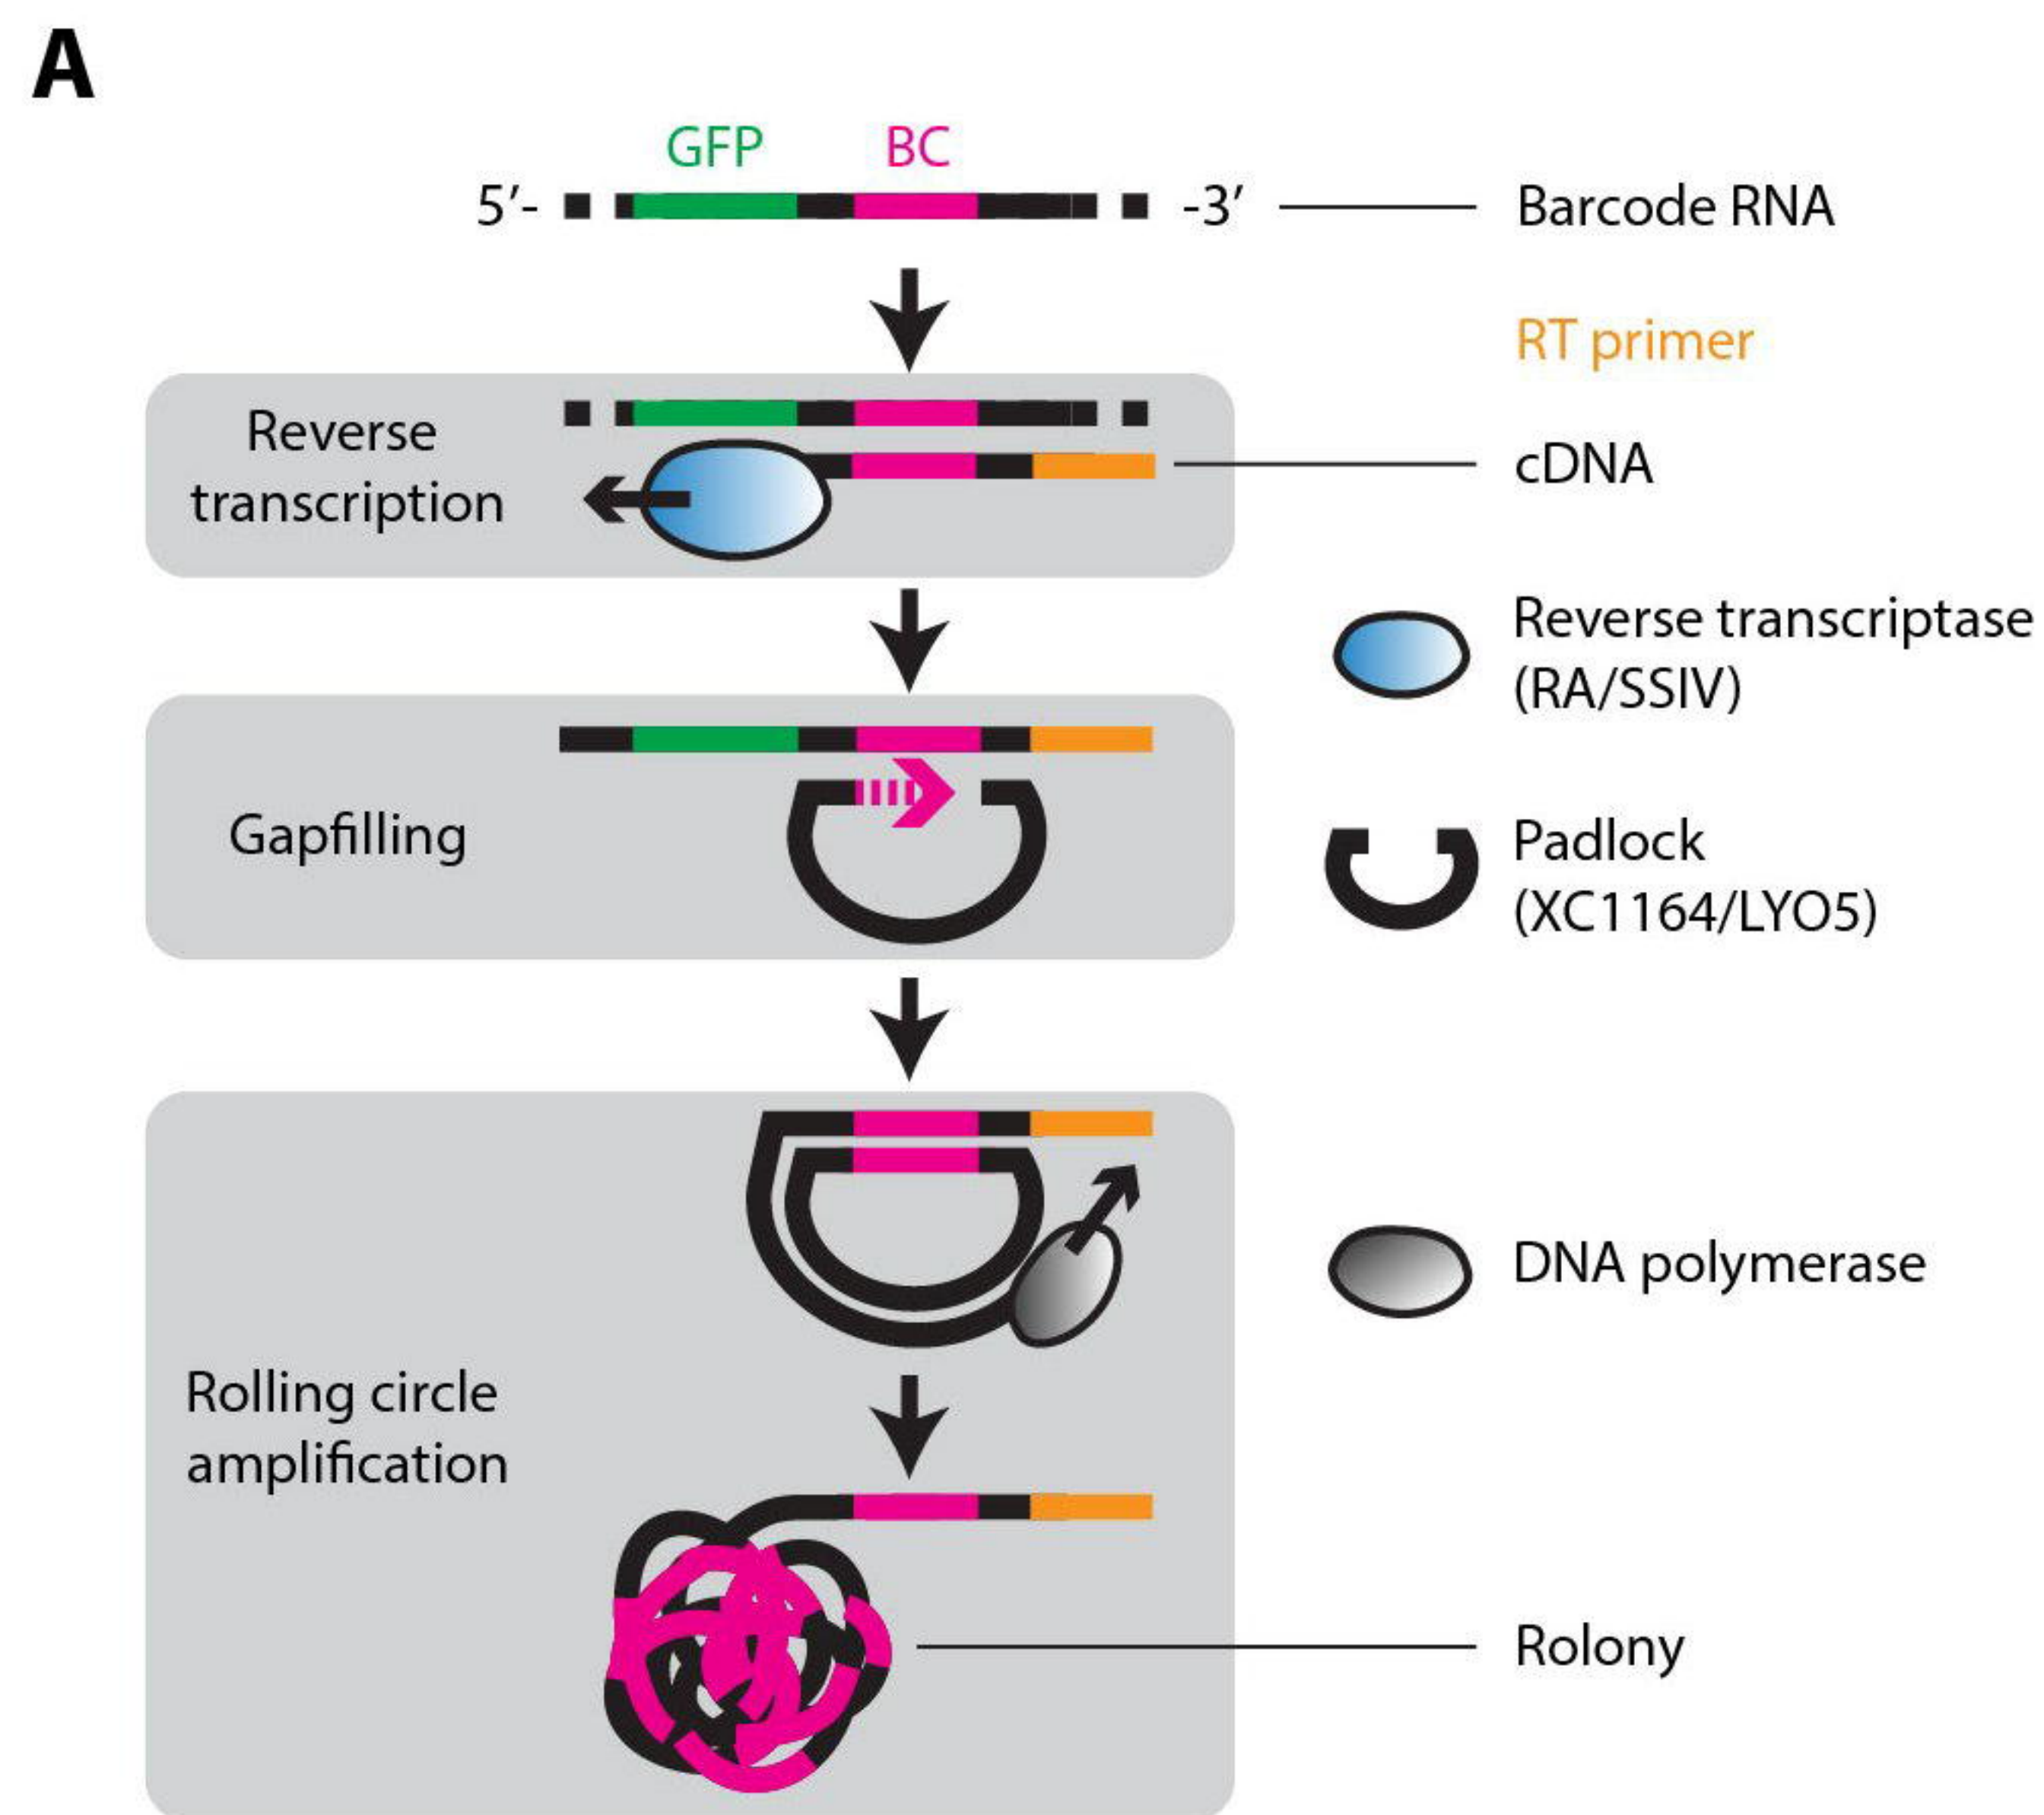 A
GFP BC
5′- -3′ Barcode RNA
RT primer
Reverse
transcription
cDNA
Reverse transcriptase
(RA/SSIV)
Gapfilling
Padlock
(XC1164/LYO5)
DNA polymerase
Rolling circle
amplification
Rolony